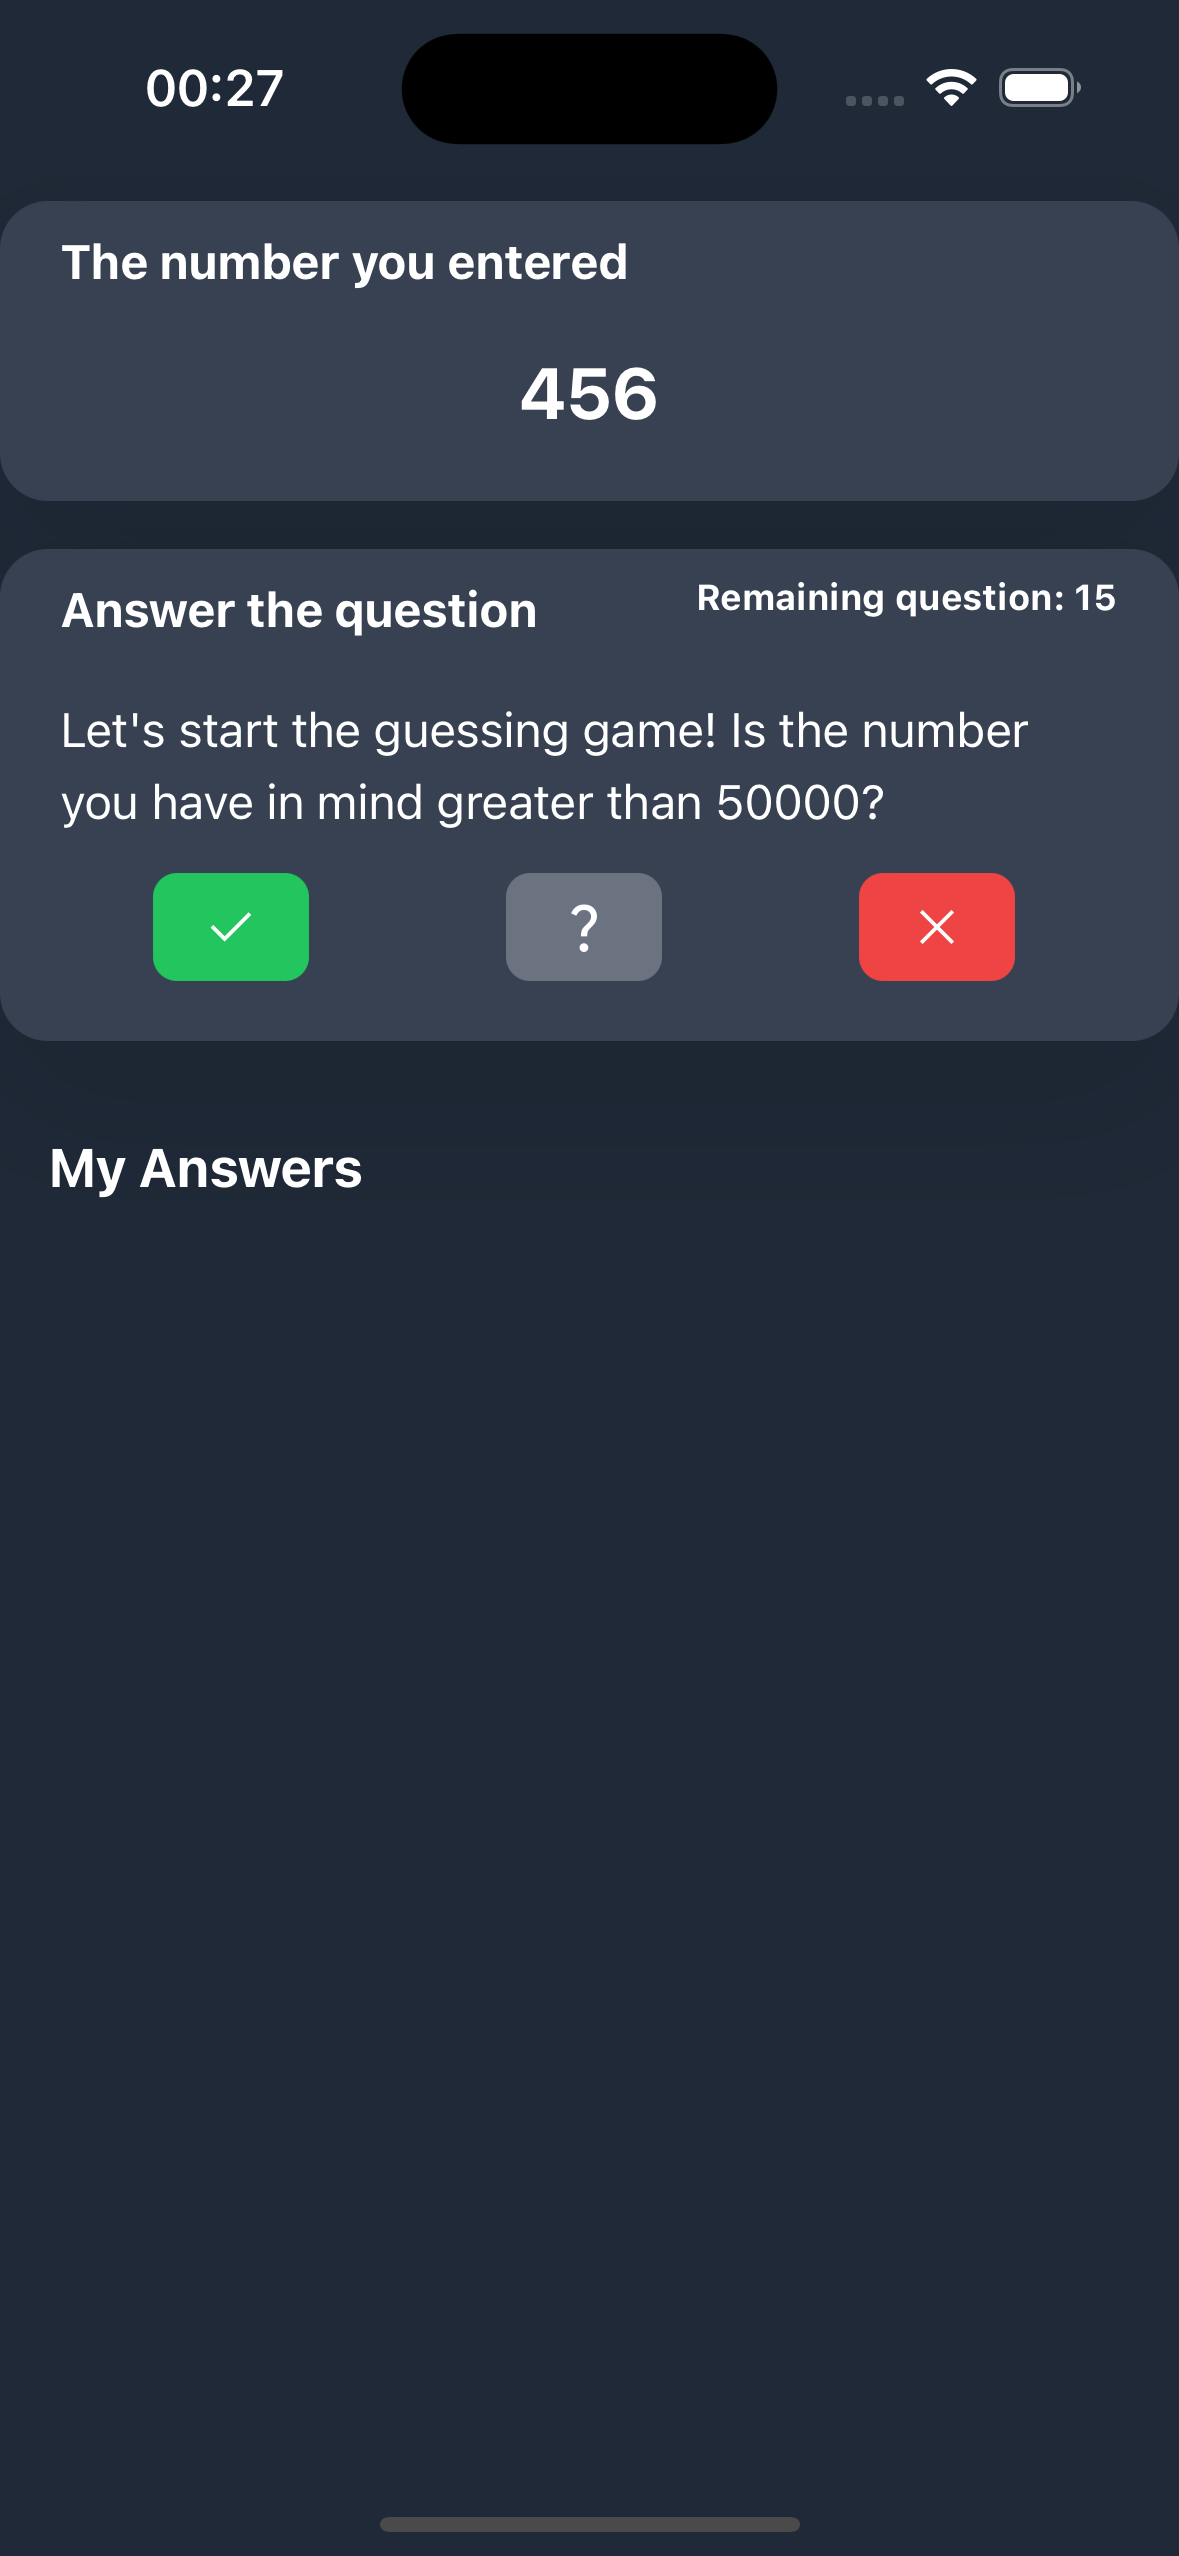 00:27
The number you entered
456
Answer the question
Remaining question: 15
Let's start the guessing game! Is the number
you have in mind greater than 50000?
?
My Answers